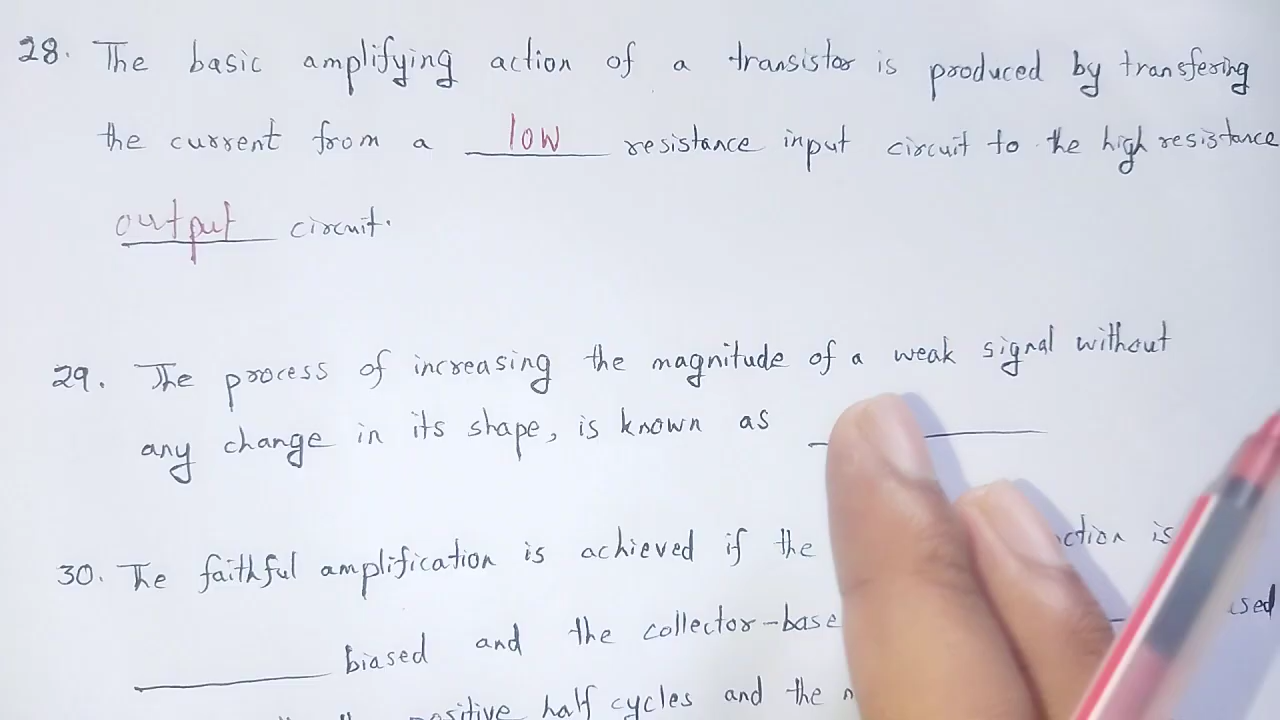 28. The basic amplifying action of a transistor is produced by transfering
the current from a low resistance input circuit to the high resistance
output circuit.
29. The process of increasing the magnitude of a weak signal without
any change in its shape, is known as
30. The faithful amplification is achieved if the is
biased and the collector-base
positive half cycles and the